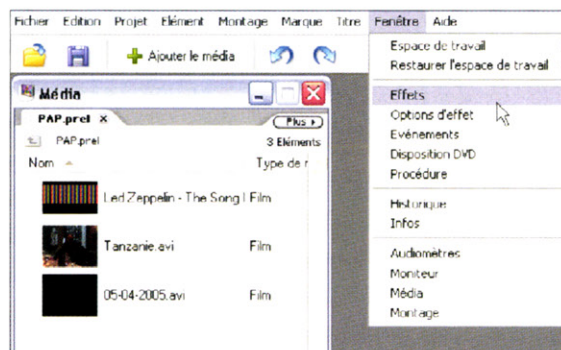 Fichier Edition Projet Elément Montage Marque Titre Fenêtre Aide
Ajouter le média
Média
PAP.prel ×
Plus
PAP.prel
3 Eléments
Nom
Type de
Led Zeppelin - The Song Film
Tanzanie.avi Film
05-04-2005.avi Film
Espace de travail
Restaurer l'espace de travail
Effets
Options d'effet
Evénements
Disposition DVD
Procédure
Historique
Infos
Audiomètres
Moniteur
Média
Montage